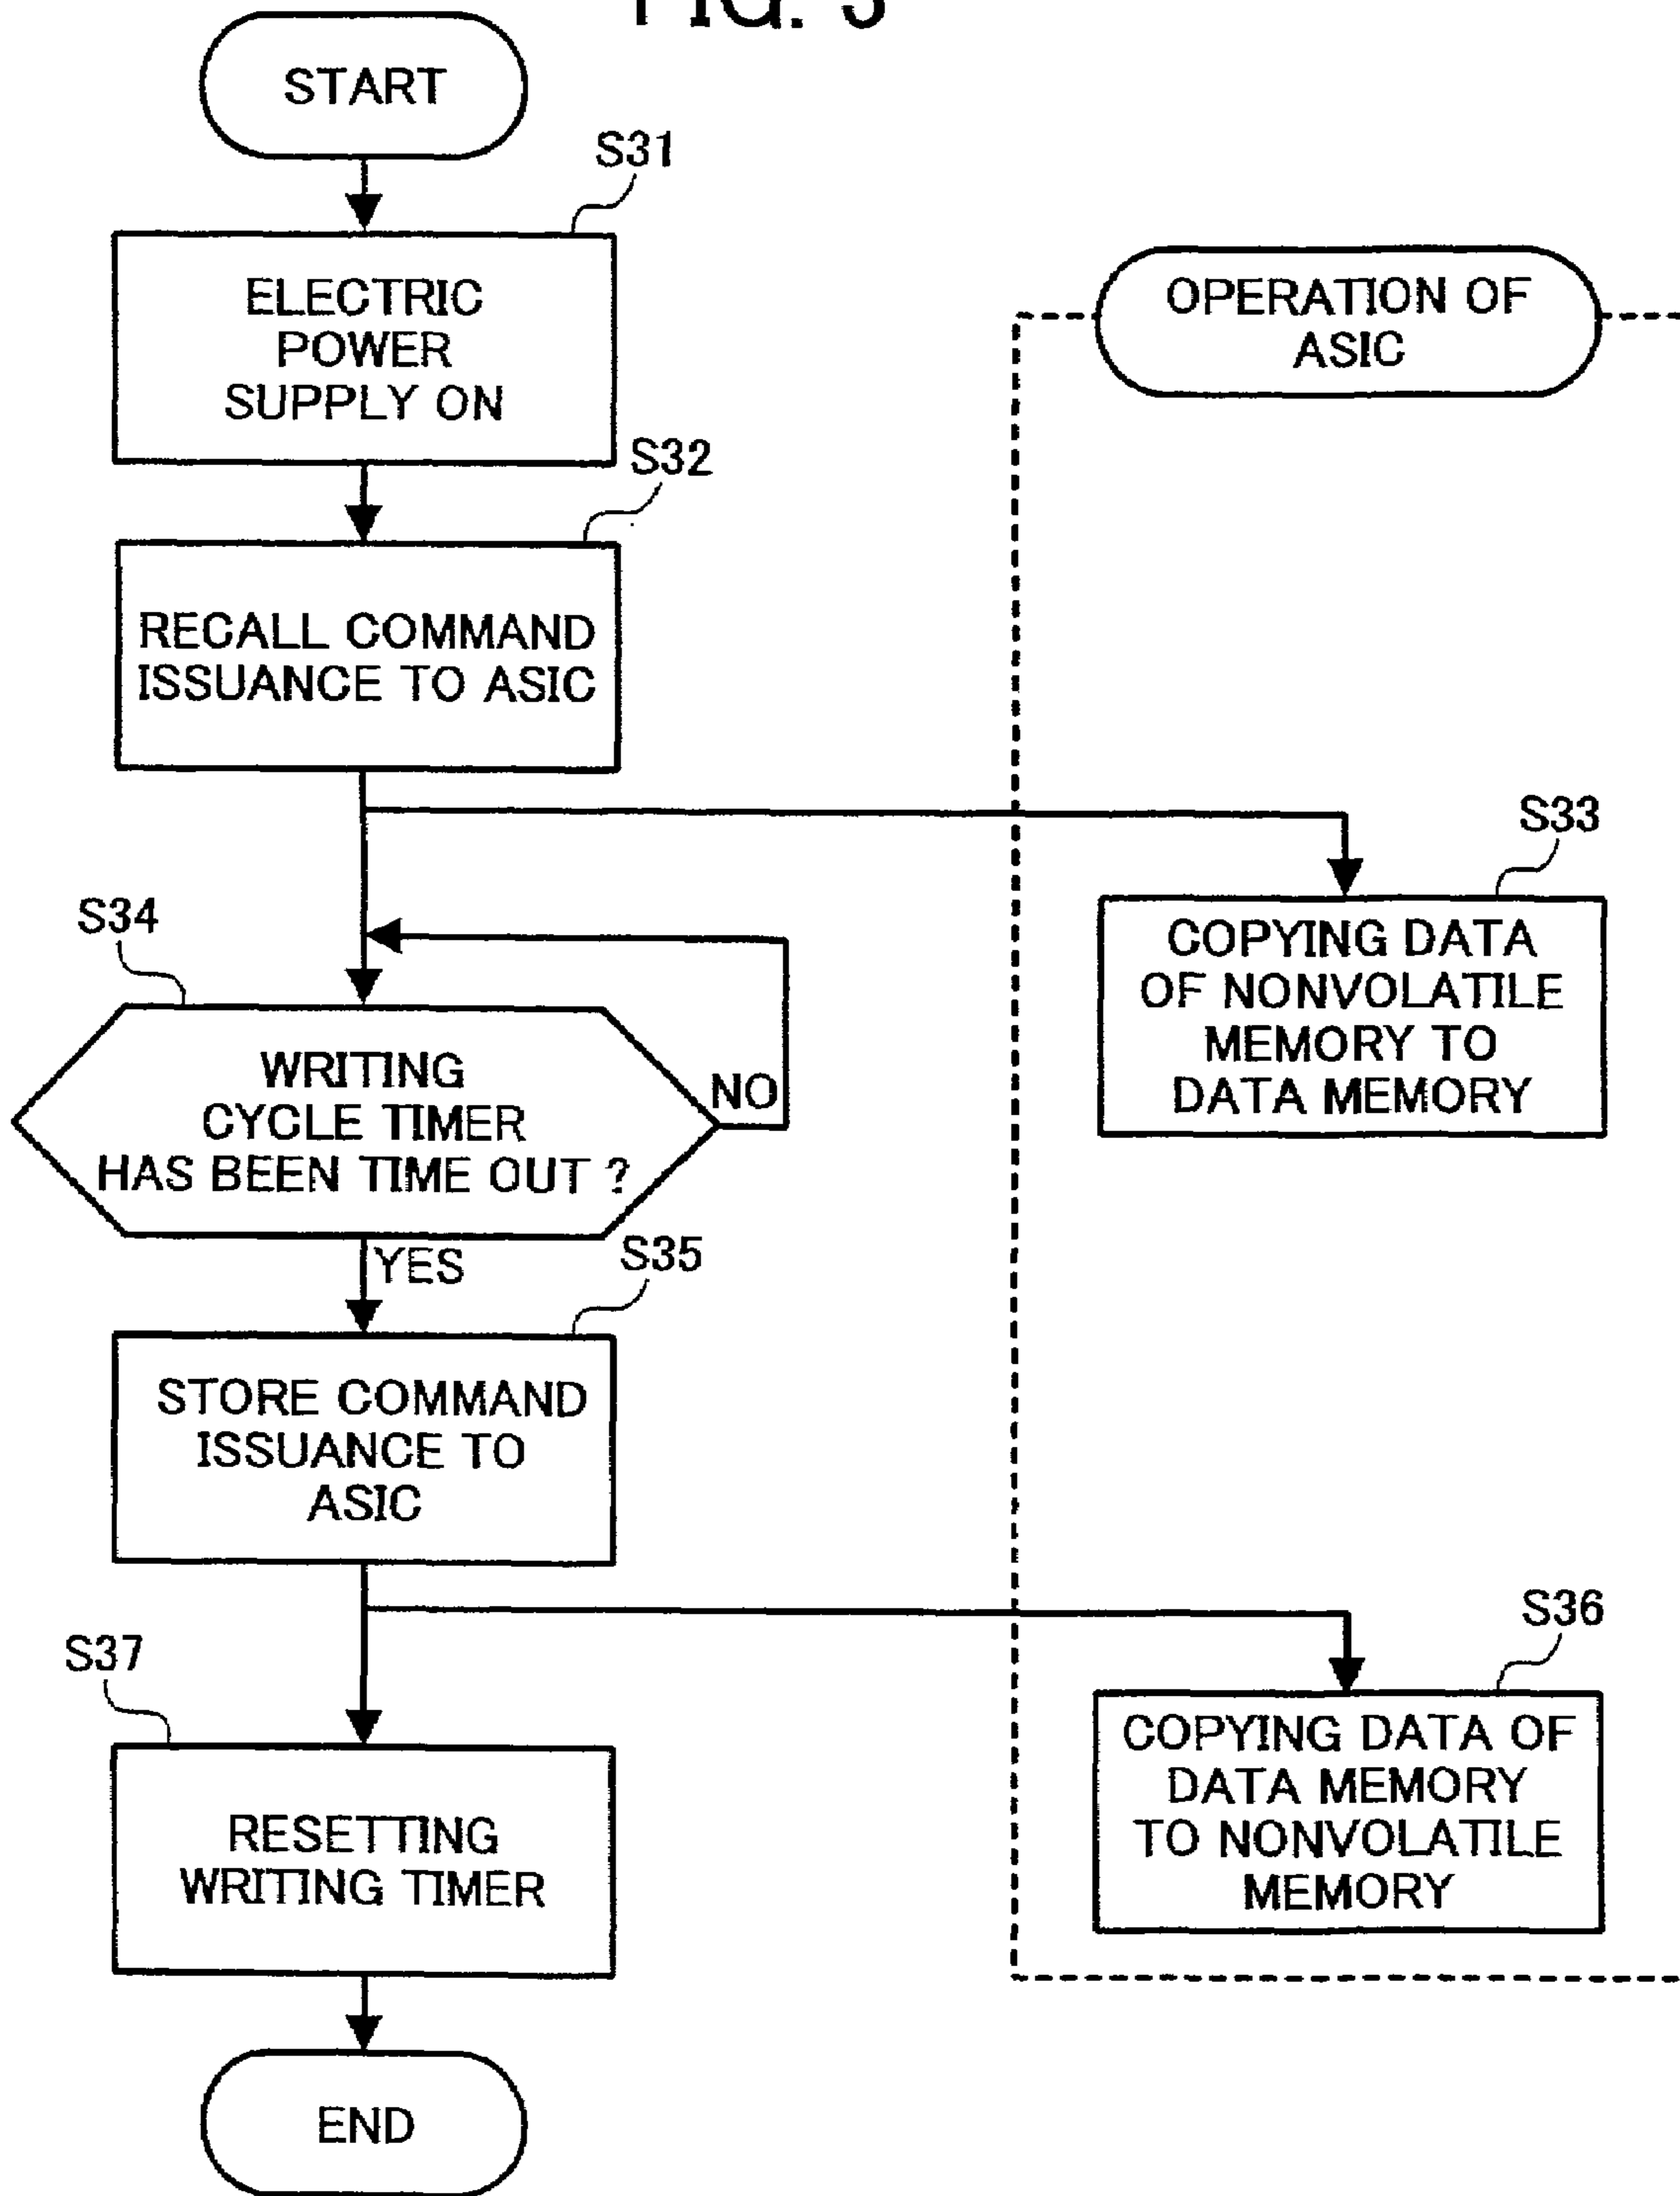 FIG.
START
S31
ELECTRIC
POWER
SUPPLY ON
OPERATION OF
ASIC
S32
RECALL COMMAND
ISSUANCE TO ASIC
S33
COPYING DATA
OF NONVOLATILE
MEMORY TO
DATA MEMORY
S34
WRITING
CYCLE TIMER
HAS BEEN TIME OUT ?
NO
YES
S35
STORE COMMAND
ISSUANCE TO
ASIC
S36
COPYING DATA OF
DATA MEMORY
TO NONVOLATILE
MEMORY
S37
RESETTING
WRITING TIMER
END